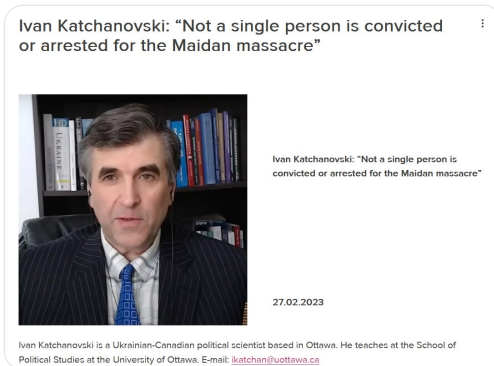 Ivan Katchanovski: “Not a single person is convicted
or arrested for the Maidan massacre”
UKRAINE
Ivan Katchanovski: “Not a single person is
convicted or arrested for the Maidan massacre”
27.02.2023
Ivan Katchanovski is a Ukrainian-Canadian political scientist based in Ottawa. He teaches at the School of
Political Studies at the University of Ottawa. E-mail: ikatchan@uottawa.ca